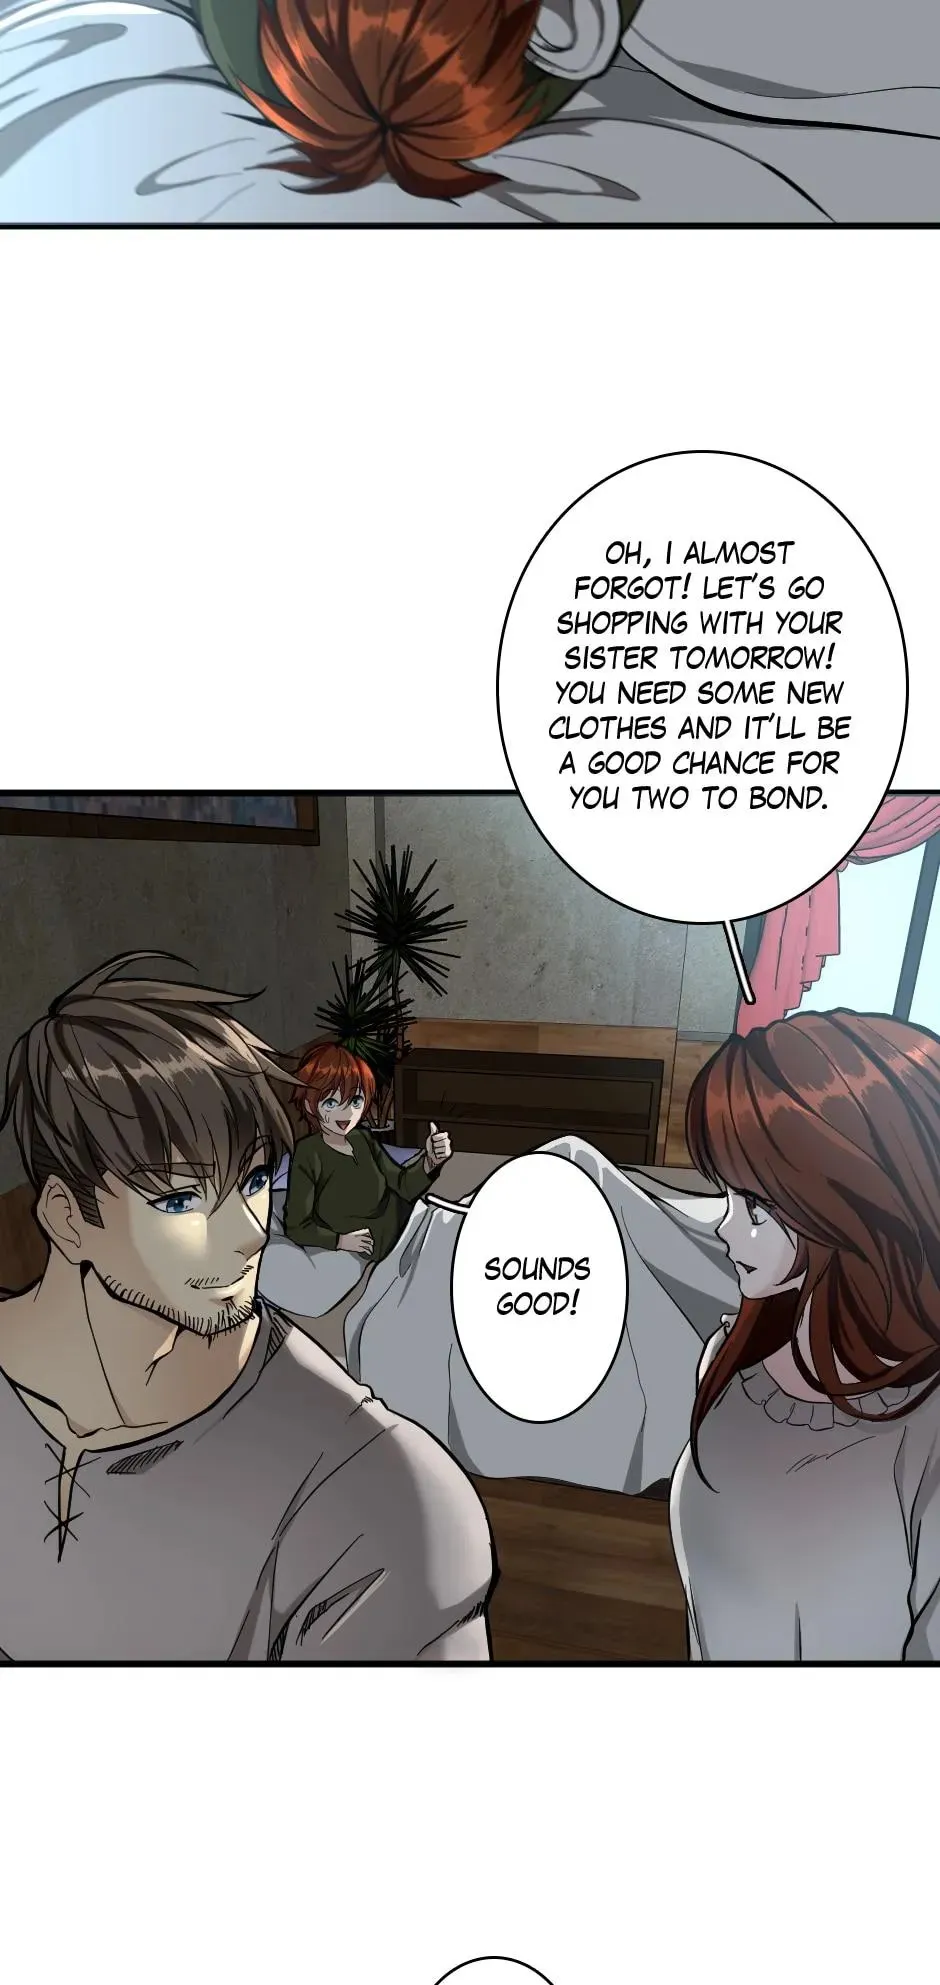 OH, I ALMOST
FORGOT! LET'S GO
SHOPPING WITH YOUR
SISTER TOMORROW!
YOU NEED SOME NEW
CLOTHES AND IT'LL BE
A GOOD CHANCE FOR
YOU TWO TO BOND.
SOUNDS
GOOD!